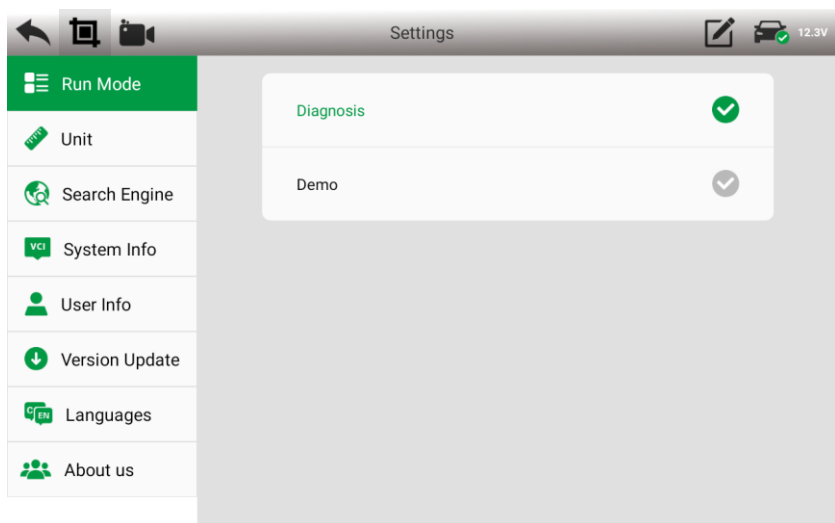 Settings
12.3V
Run Mode
Unit
Search Engine
VCI
System Info
User Info
Version Update
C EN
Languages
About us
Diagnosis
Demo